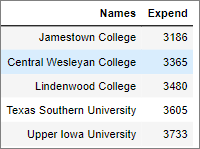 Names Expend
Jamestown College 3186
Central Wesleyan College 3365
Lindenwood College 3480
Texas Southern University 3605
Upper Iowa University 3733